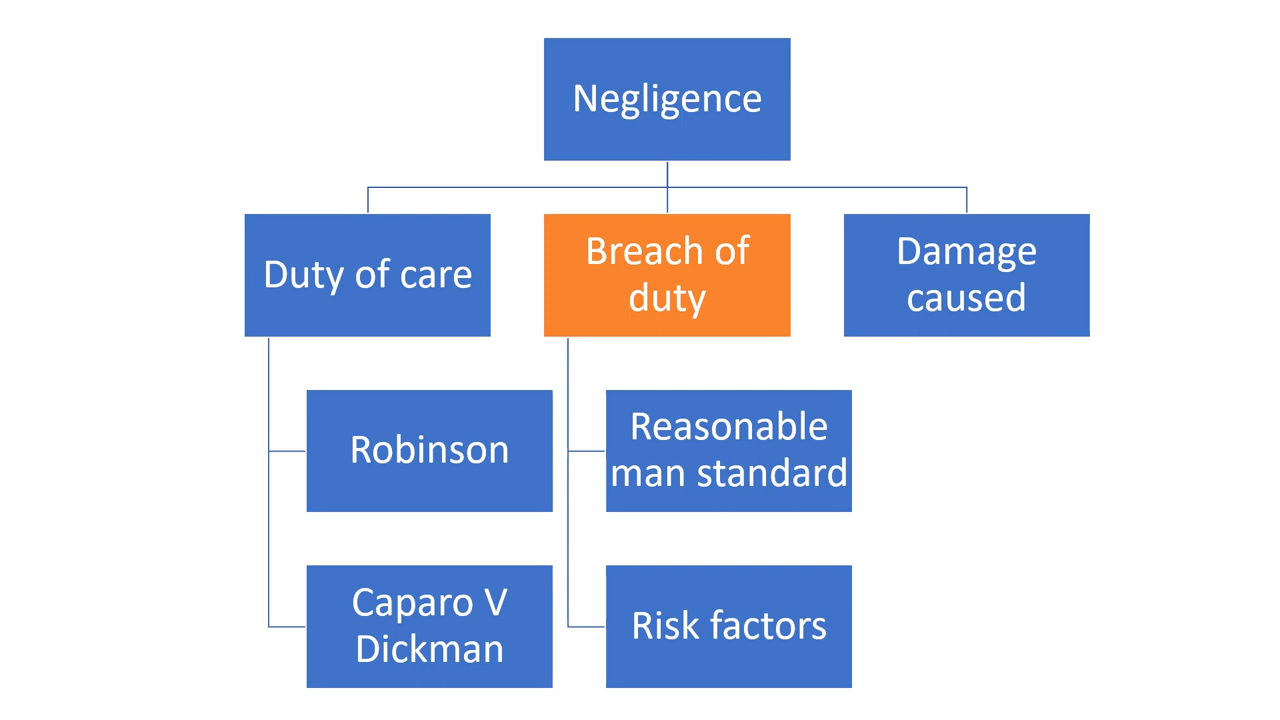 Negligence
Duty of care
Breach of
duty
Damage
caused
Robinson
Reasonable
man standard
Caparo V
Dickman
Risk factors